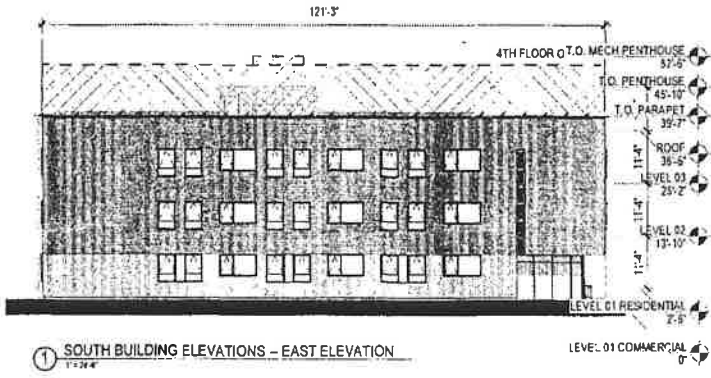 121'-3"
4TH FLOOR O
T.O. MECH PENTHOUSE
52'-6"
T.O. PENTHOUSE
45'-10"
T.O. PARAPET
39'-7"
ROOF
36'-6"
11'-4"
LEVEL 03
25'-2"
11'-4"
LEVEL 02
13'-10"
11'-4"
LEVEL 01 RESIDENTIAL
2'-6"
LEVEL 01 COMMERCIAL
0"
1 SOUTH BUILDING ELEVATIONS – EAST ELEVATION